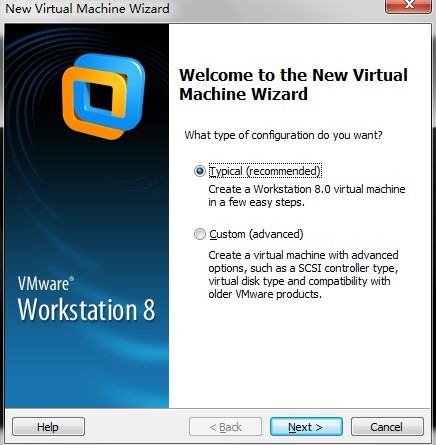 New Virtual Machine Wizard
Welcome to the New Virtual
Machine Wizard
What type of configuration do you want?
Typical (recommended)
Create a Workstation 8.0 virtual machine
in a few easy steps.
Custom (advanced)
Create a virtual machine with advanced
options, such as a SCSI controller type,
virtual disk type and compatibility with
older VMware products.
VMware®
Workstation 8
Help
< Back
Next >
Cancel